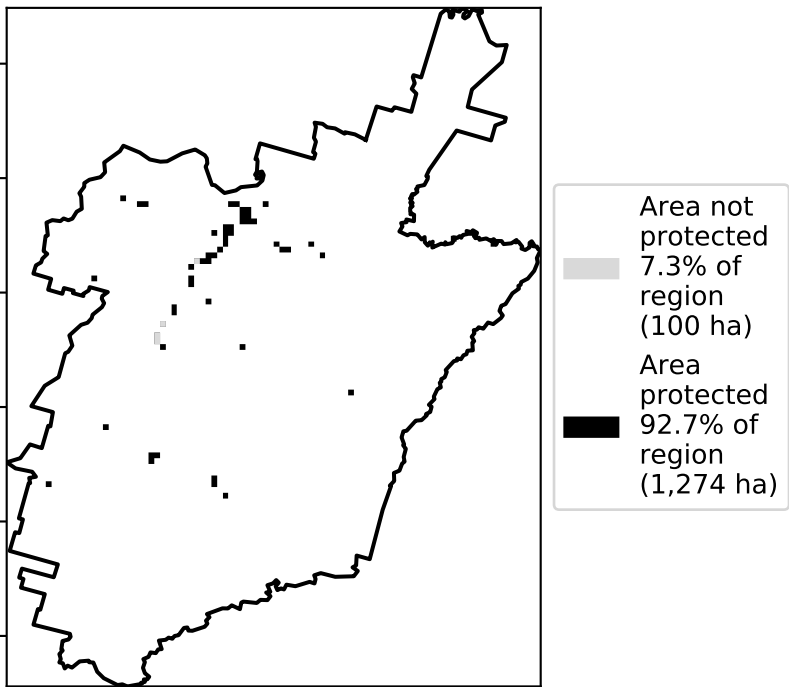 Area not
protected
7.3% of
region
(100 ha)
Area
protected
92.7% of
region
(1,274 ha)